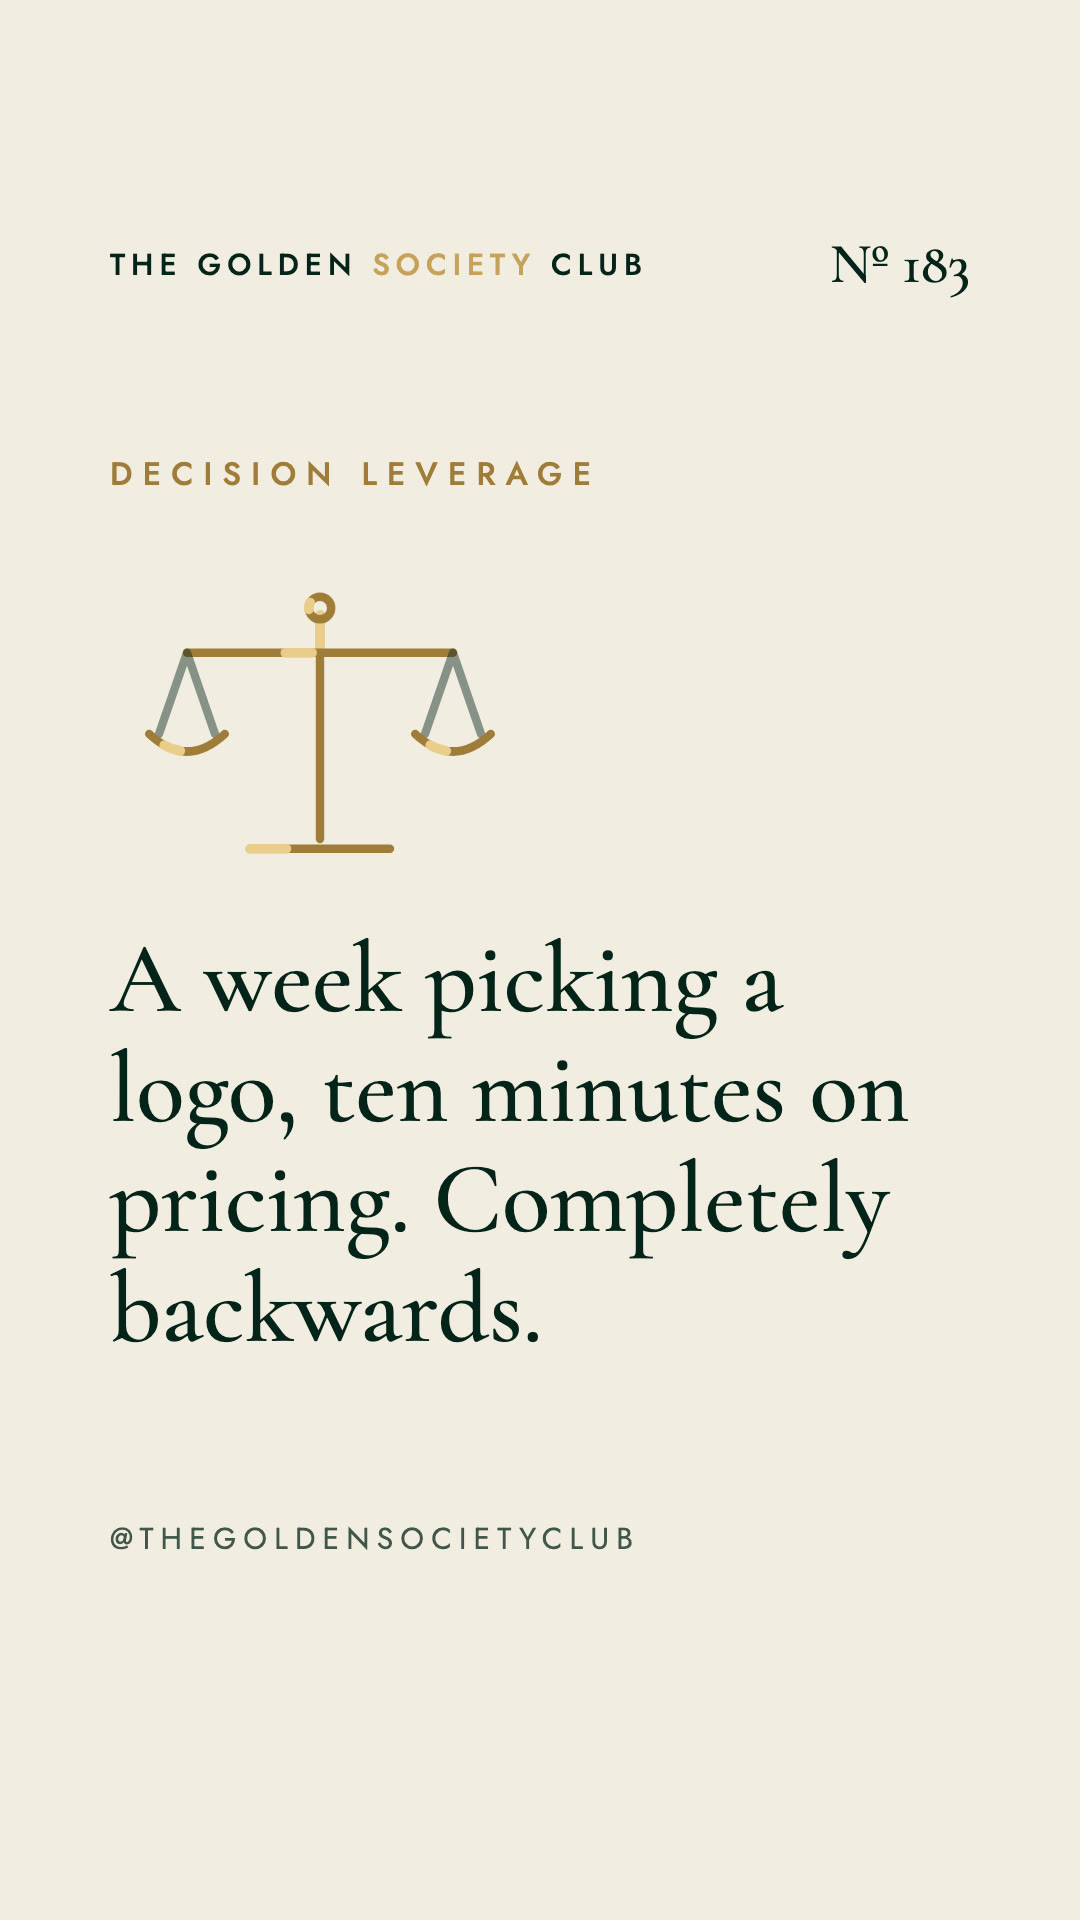 THE GOLDEN SOCIETY CLUB
Nº 183
DECISION LEVERAGE
A week picking a
logo, ten minutes on
pricing. Completely
backwards.
@THEGOLDENSOCIETYCLUB